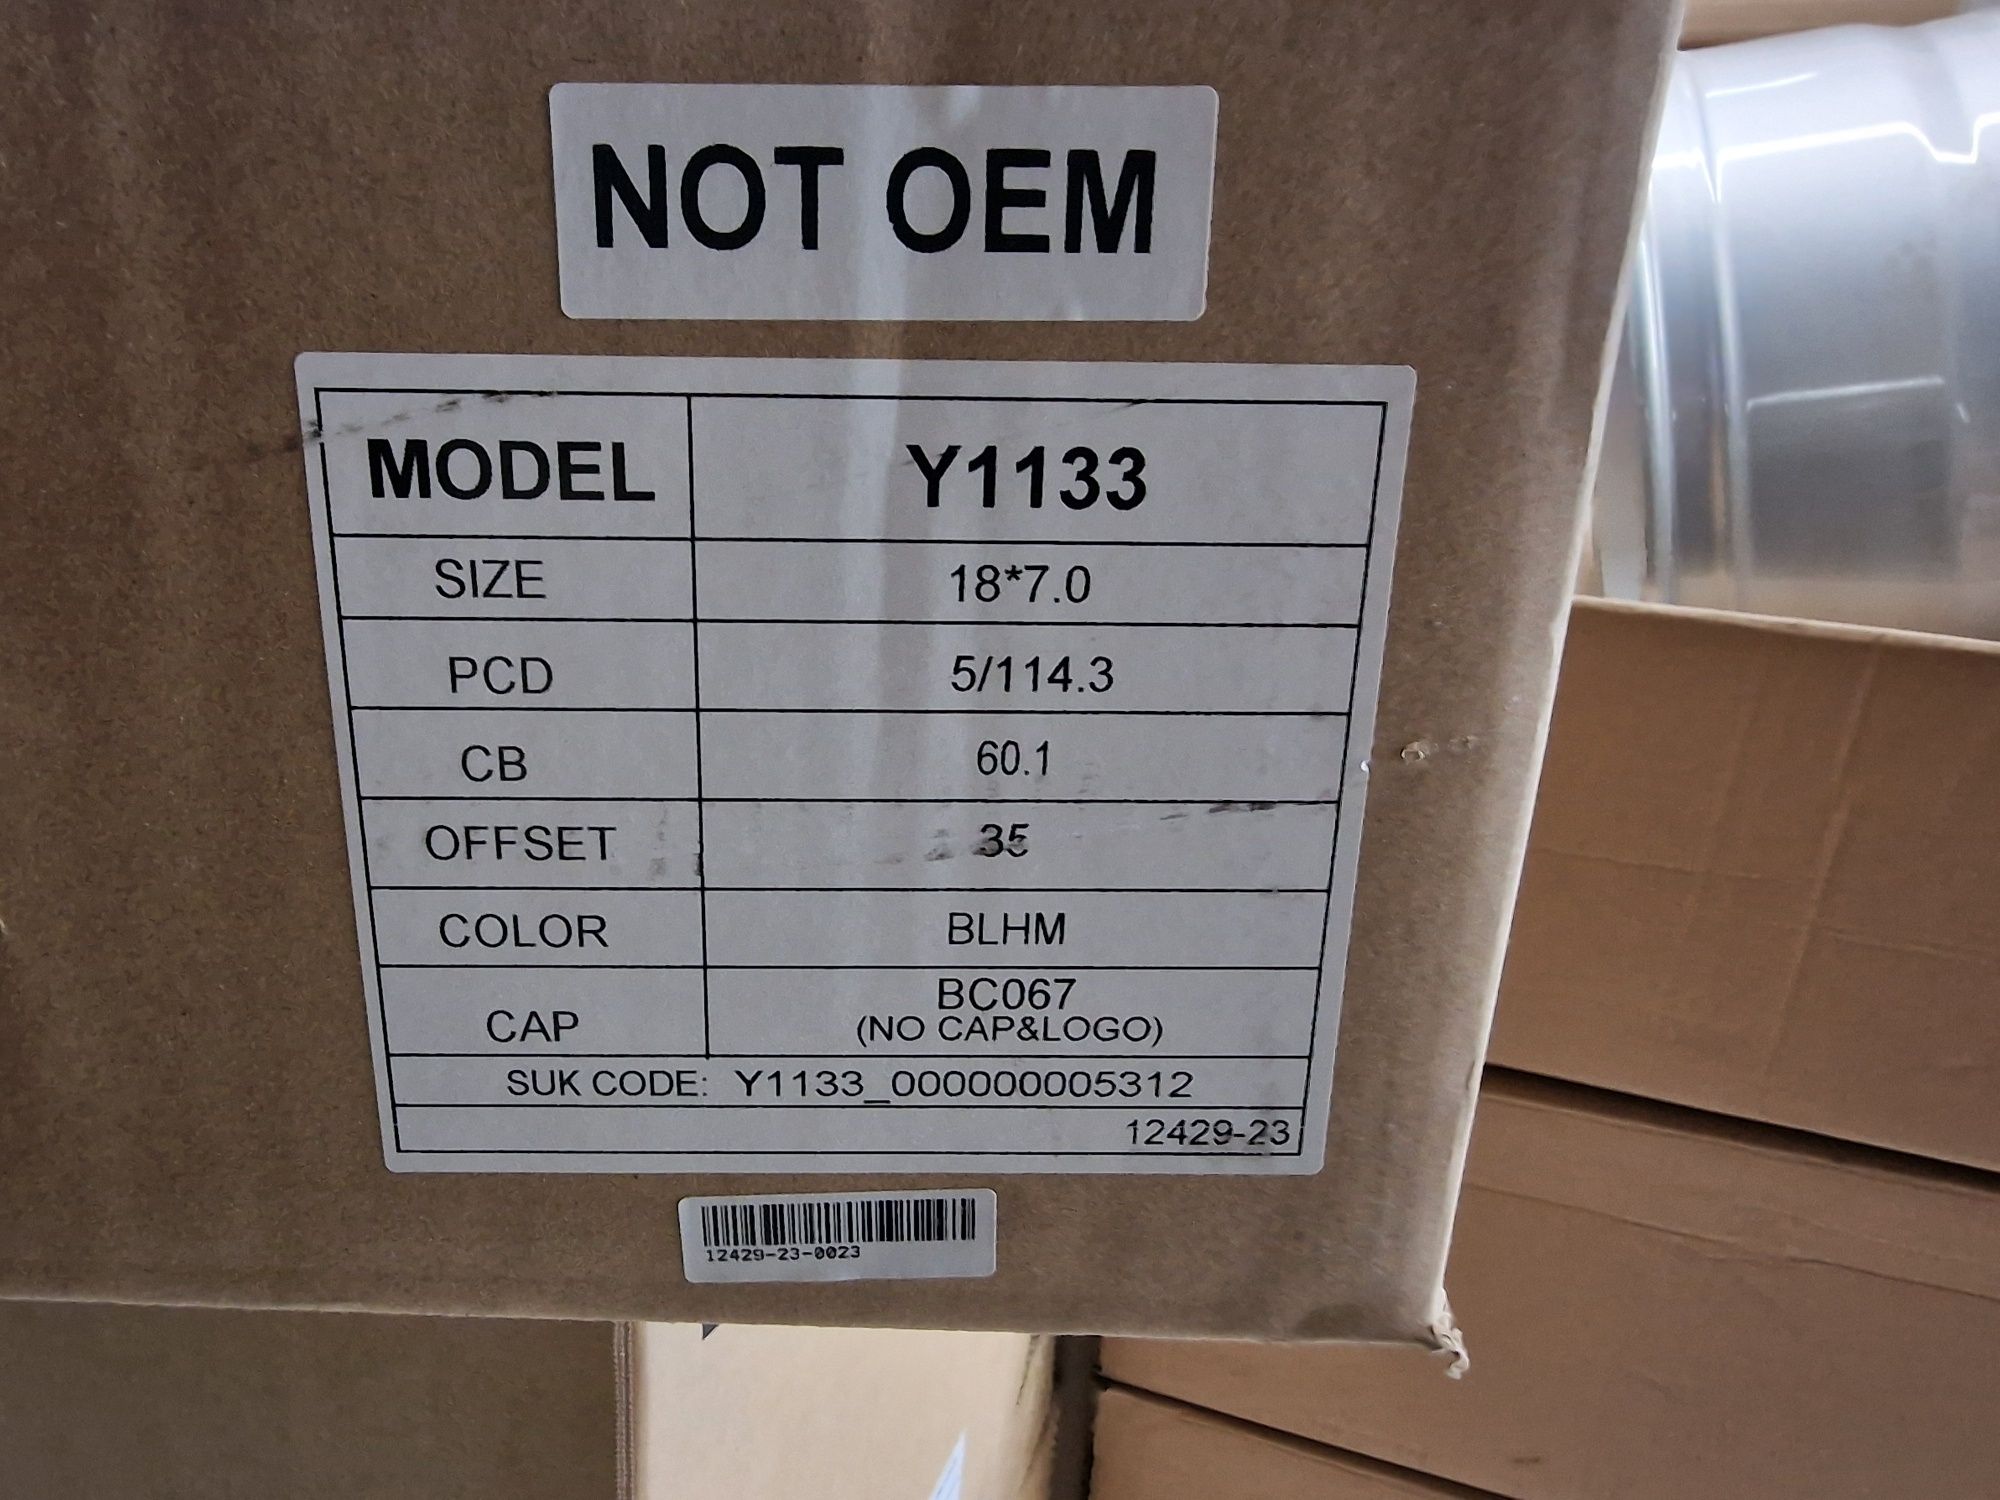 NOT OEM
MODEL Y1133
SIZE 18*7.0
PCD 5/114.3
CB 60.1
OFFSET 35
COLOR BLHM
CAP BC067
(NO CAP&LOGO)
SUK CODE: Y1133_000000005312
12429-23
12429-23-0023